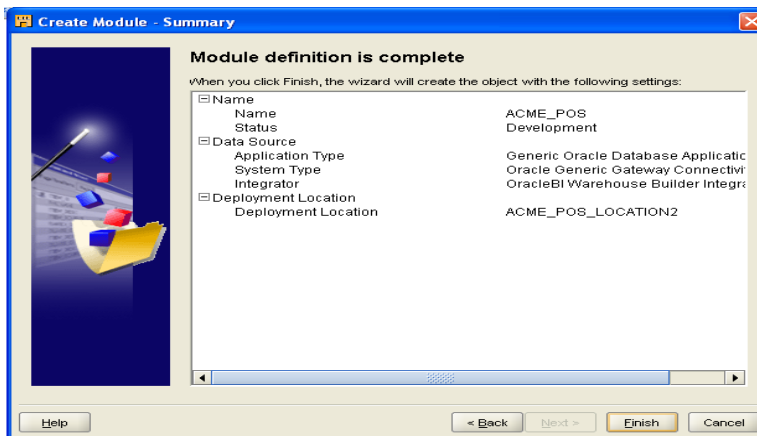 Create Module - Summary
Module definition is complete
When you click Finish, the wizard will create the object with the following settings:
Name
Name ACME_POS
Status Development
Data Source
Application Type Generic Oracle Database Applicatic
System Type Oracle Generic Gateway Connectivi
Integrator OracleBI Warehouse Builder Integra
Deployment Location
Deployment Location ACME_POS_LOCATION2
Help < Back Next > Finish Cancel